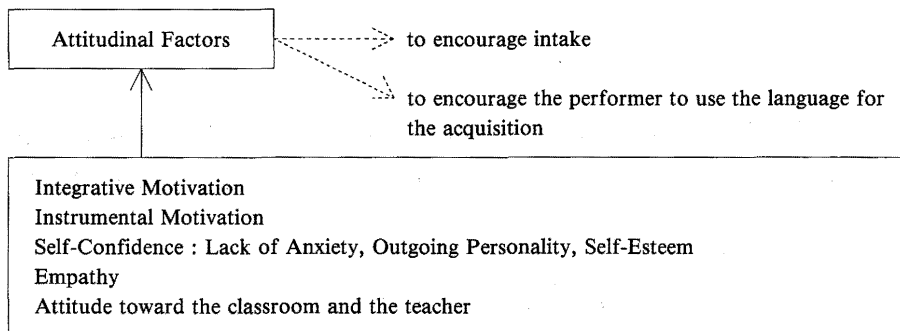 Attitudinal Factors
to encourage intake
to encourage the performer to use the language for
the acquisition
Integrative Motivation
Instrumental Motivation
Self-Confidence : Lack of Anxiety, Outgoing Personality, Self-Esteem
Empathy
Attitude toward the classroom and the teacher